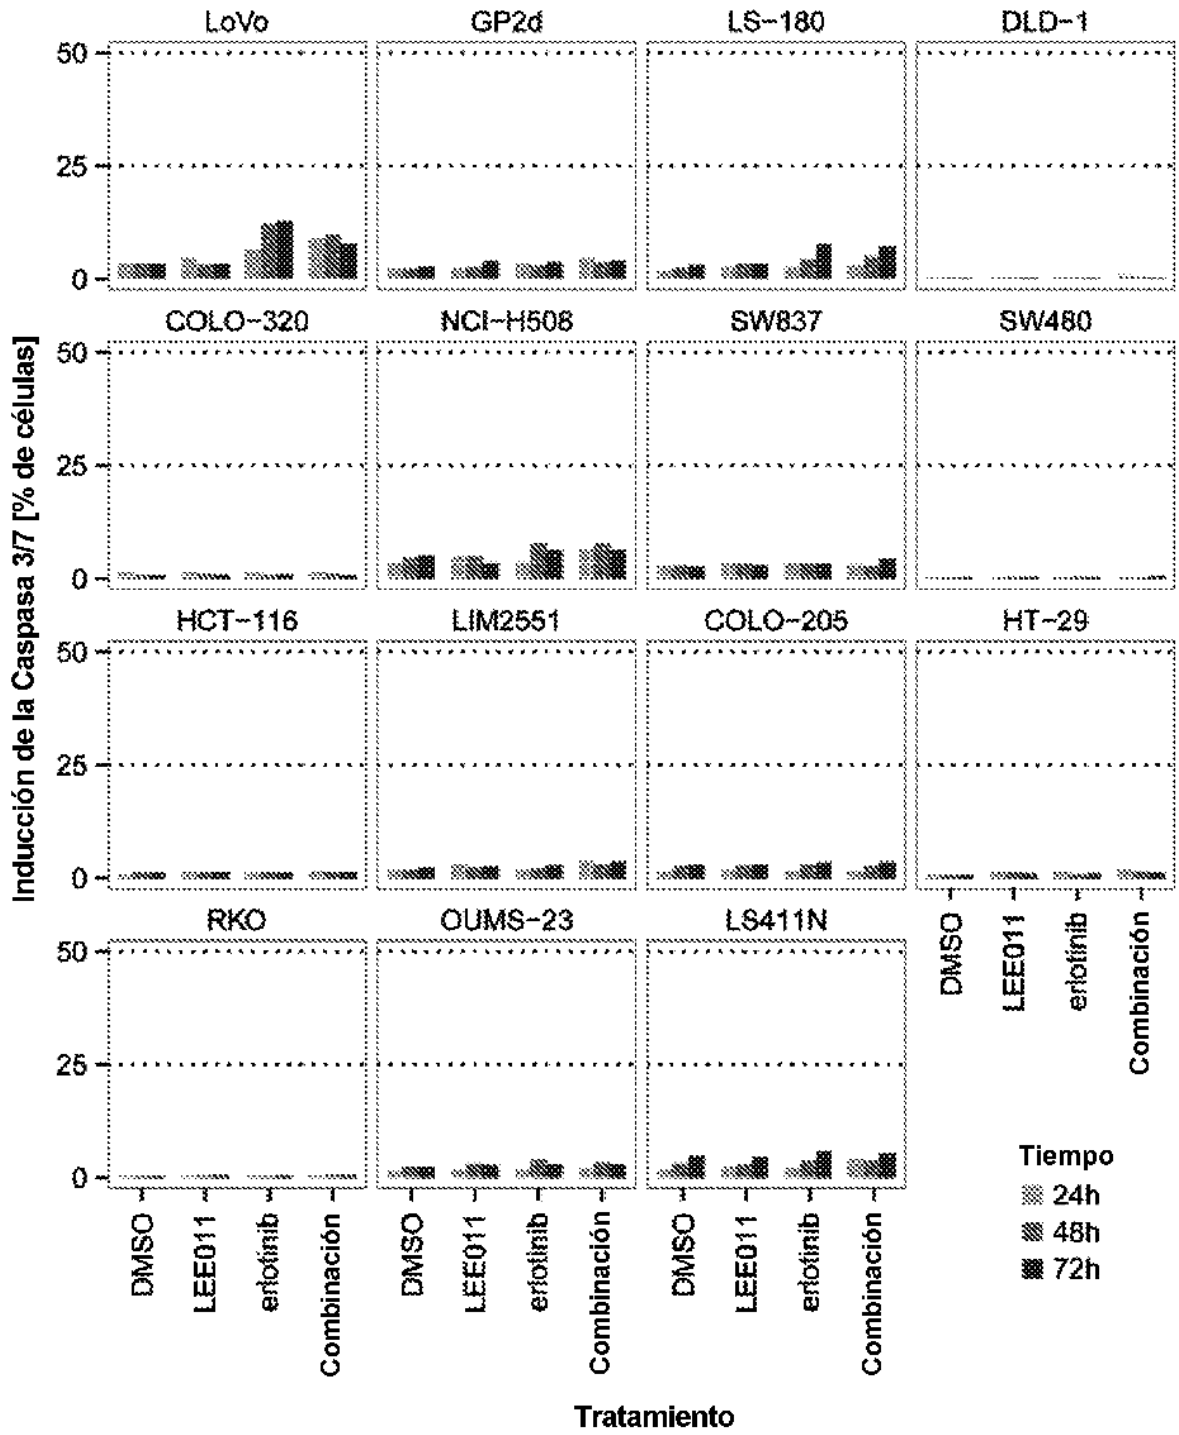 LoVo GP2d LS-180 DLD-1
50
25
0
COLO-320 NCI-H508 SW837 SW480
50
25
0
HCT-116 LIM2551 COLO-205 HT-29
50
25
0
DMSO LEE011 erlotinib Combinación
RKO OUMS-23 LS411N
50
25
0
DMSO LEE011 erlotinib Combinación DMSO LEE011 erlotinib Combinación DMSO LEE011 erlotinib Combinación
Inducción de la Caspasa 3/7 [% de células]
Tiempo
24h
48h
72h
Tratamiento